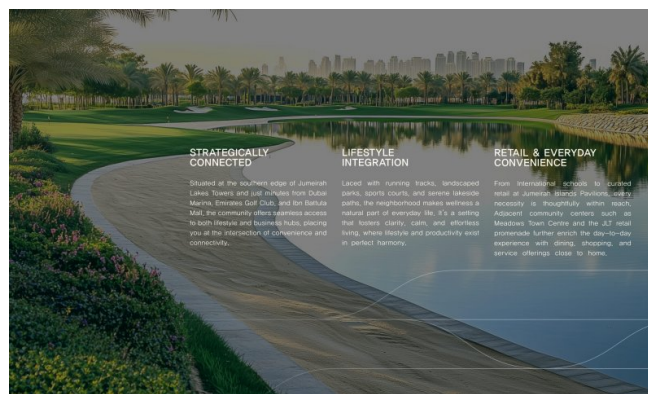 STRATEGICALLY
CONNECTED
Situated at the southern edge of Jumeirah
Lakes Towers and just minutes from Dubai
Marina, Emirates Golf Club, and Ibn Battuta
Mall, the community offers seamless access
to both lifestyle and business hubs, placing
you at the intersection of convenience and
connectivity.
LIFESTYLE
INTEGRATION
Laced with running tracks, landscaped
parks, sports courts, and serene lakeside
paths, the neighborhood makes wellness a
natural part of everyday life. It's a setting
that fosters clarity, calm, and effortless
living, where lifestyle and productivity exist
in perfect harmony.
RETAIL & EVERYDAY
CONVENIENCE
From international schools to curated
retail at Jumeirah Islands Pavilions, every
necessity is thoughtfully within reach.
Adjacent community centers such as
Meadows Town Centre and the JLT retail
promenade further enrich the day-to-day
experience with dining, shopping, and
service offerings close to home.